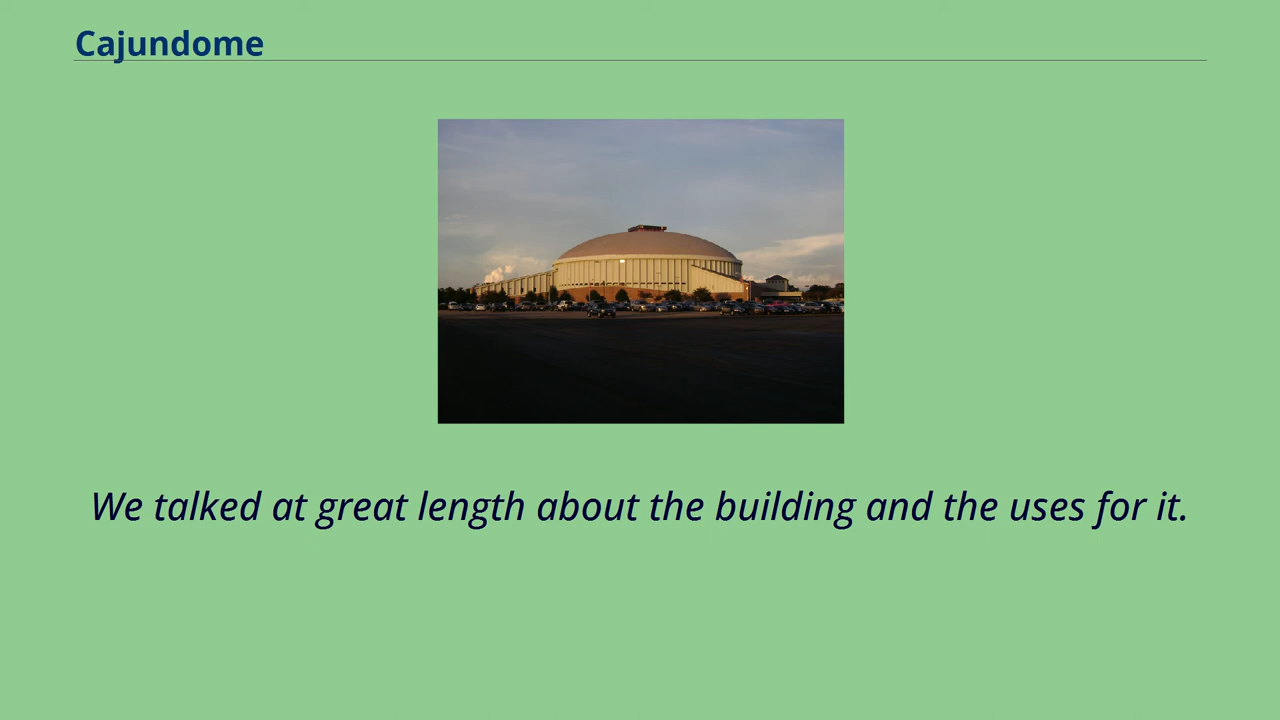 Cajundome
We talked at great length about the building and the uses for it.